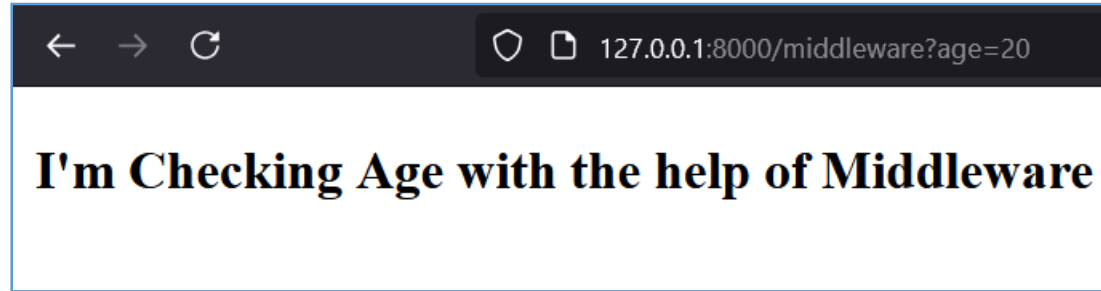 127.0.0.1:8000/middleware?age=20
I'm Checking Age with the help of Middleware